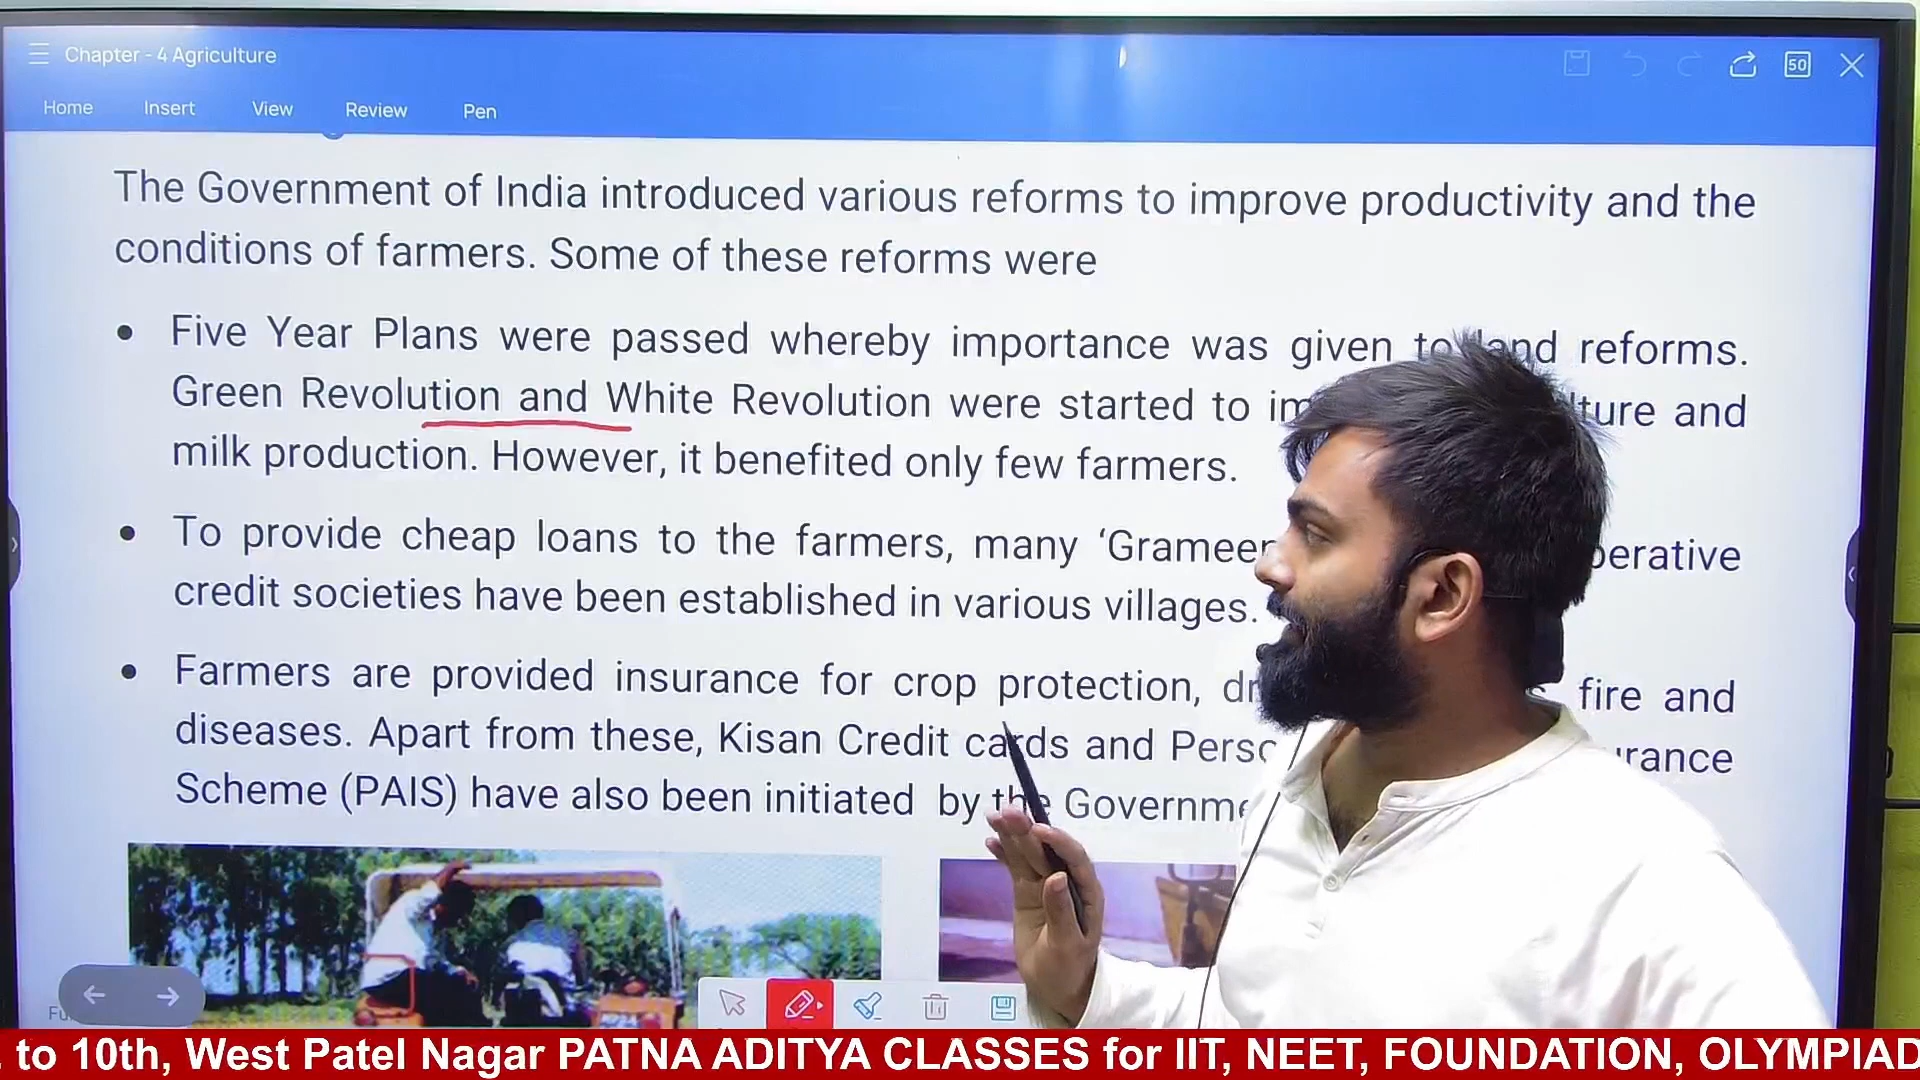 Chapter - 4 Agriculture
50
Home Insert View Review Pen
The Government of India introduced various reforms to improve productivity and the
conditions of farmers. Some of these reforms were
• Five Year Plans were passed whereby importance was given to land reforms.
Green Revolution and White Revolution were started to im ture and
milk production. However, it benefited only few farmers.
• To provide cheap loans to the farmers, many ‘Grameen perative
credit societies have been established in various villages.
• Farmers are provided insurance for crop protection, fire and
diseases. Apart from these, Kisan Credit cards and Perso urance
Scheme (PAIS) have also been initiated by the Governme
to 10th, West Patel Nagar PATNA ADITYA CLASSES for IIT, NEET, FOUNDATION, OLYMPIAD